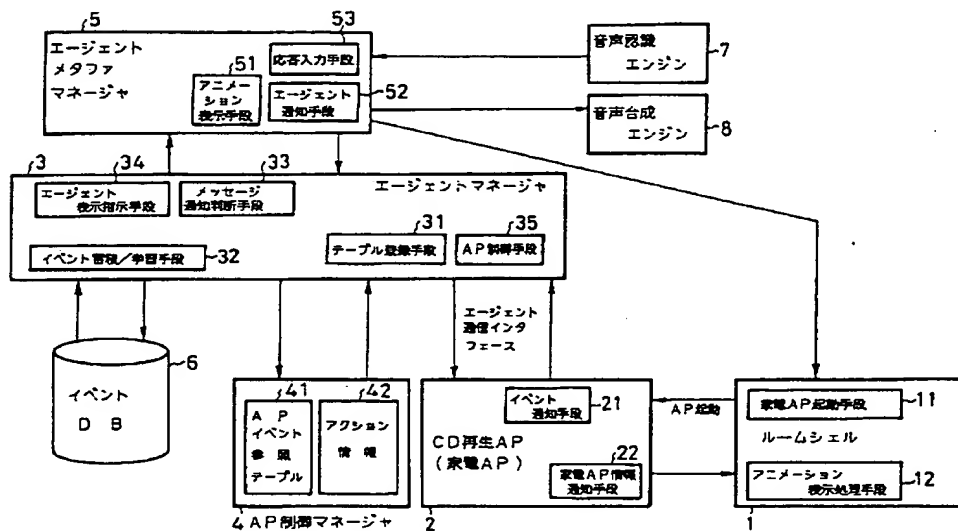 5
エージェント
メタファ
マネージャ
53
応答入力手段
51
アニメー
ション
表示手段
エージェント
通知手段
52
音声認識
エンジン
7
音声合成
エンジン
8
3
34
エージェント
表示指示手段
33
メッセージ
通知判断手段
エージェントマネージャ
31
テーブル登録手段
35
AP制御手段
イベント蓄積／学習手段
32
エージェント
通信インタ
フェース
6
イベント
DB
41
AP
イベント
参照
テーブル
42
アクション
情報
4 AP制御マネージャ
イベント
通知手段
21
CD再生AP
(家電AP)
22
家電AP情報
通知手段
2
AP起動
家電AP起動手段
11
ルームシェル
アニメーション
表示処理手段
12
1